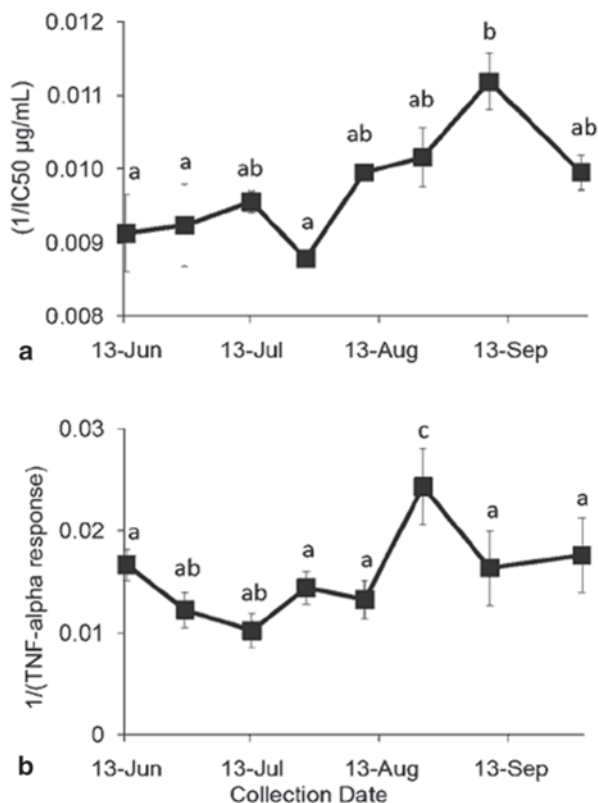 (1/IC50 µg/mL)
0.012
0.011
0.010
0.009
0.008
a
a
ab
a
ab
ab
b
ab
13-Jun
13-Jul
13-Aug
13-Sep
a
1/(TNF-alpha response)
0.03
0.02
0.01
0
a
ab
ab
a
a
c
a
a
13-Jun
13-Jul
13-Aug
13-Sep
b
Collection Date